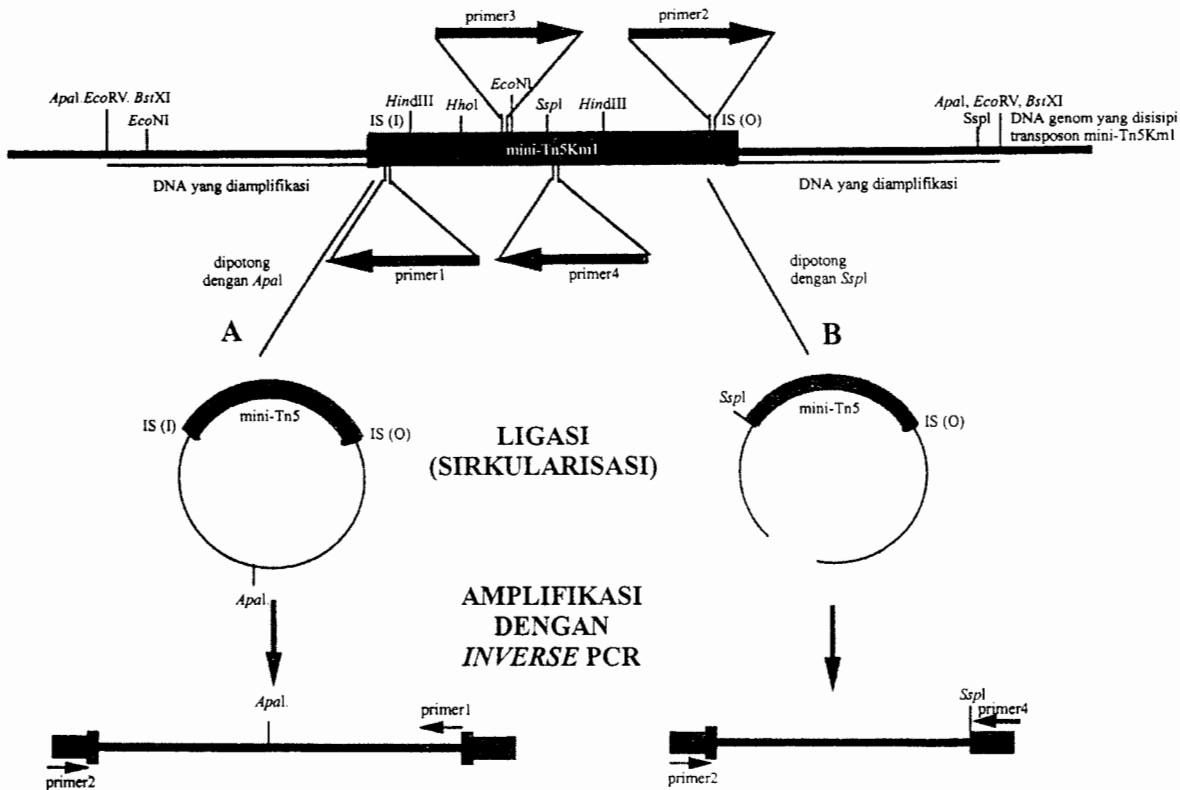 primer3
primer2
ApaI. EcoRV. BstXI
EcoNI
IS (I)
HindIII
HhoI
EcoNI
SspI
HindIII
IS (O)
ApaI, EcoRV, BstXI
SspI
DNA genom yang disisipi
transposon mini-Tn5Km1
mini-Tn5Km1
DNA yang diamplifikasi
DNA yang diamplifikasi
primer1
primer4
dipotong
dengan ApaI
dipotong
dengan SspI
A
B
mini-Tn5
IS (I)
IS (O)
SspI
mini-Tn5
IS (O)
LIGASI
(SIRKULARISASI)
ApaI.
AMPLIFIKASI
DENGAN
INVERSE PCR
ApaI.
primer1
primer2
SspI
primer4
primer2